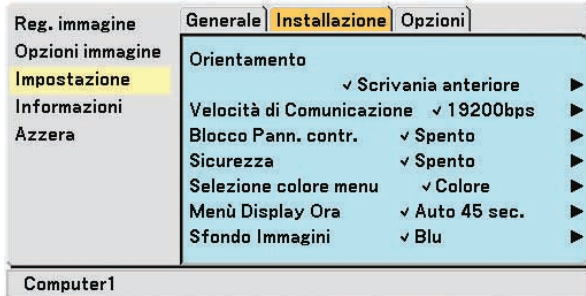 Reg. immagine
Opzioni immagine
Impostazione
Informazioni
Azzera
Generale Installazione Opzioni
Orientamento
✓ Scrivania anteriore ▶
Velocità di Comunicazione ✓ 19200bps ▶
Blocco Pann. contr. ✓ Spento ▶
Sicurezza ✓ Spento ▶
Selezione colore menu ✓ Colore ▶
Menù Display Ora ✓ Auto 45 sec. ▶
Sfondo Immagini ✓ Blu ▶
Computer1